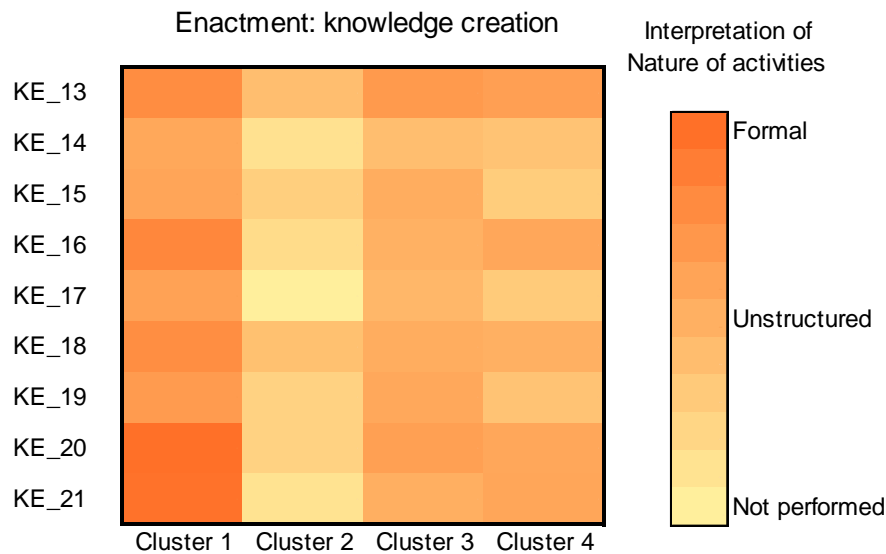 Enactment: knowledge creation
Interpretation of
Nature of activities
KE_13
KE_14
KE_15
KE_16
KE_17
KE_18
KE_19
KE_20
KE_21
Cluster 1 Cluster 2 Cluster 3 Cluster 4
Formal
Unstructured
Not performed